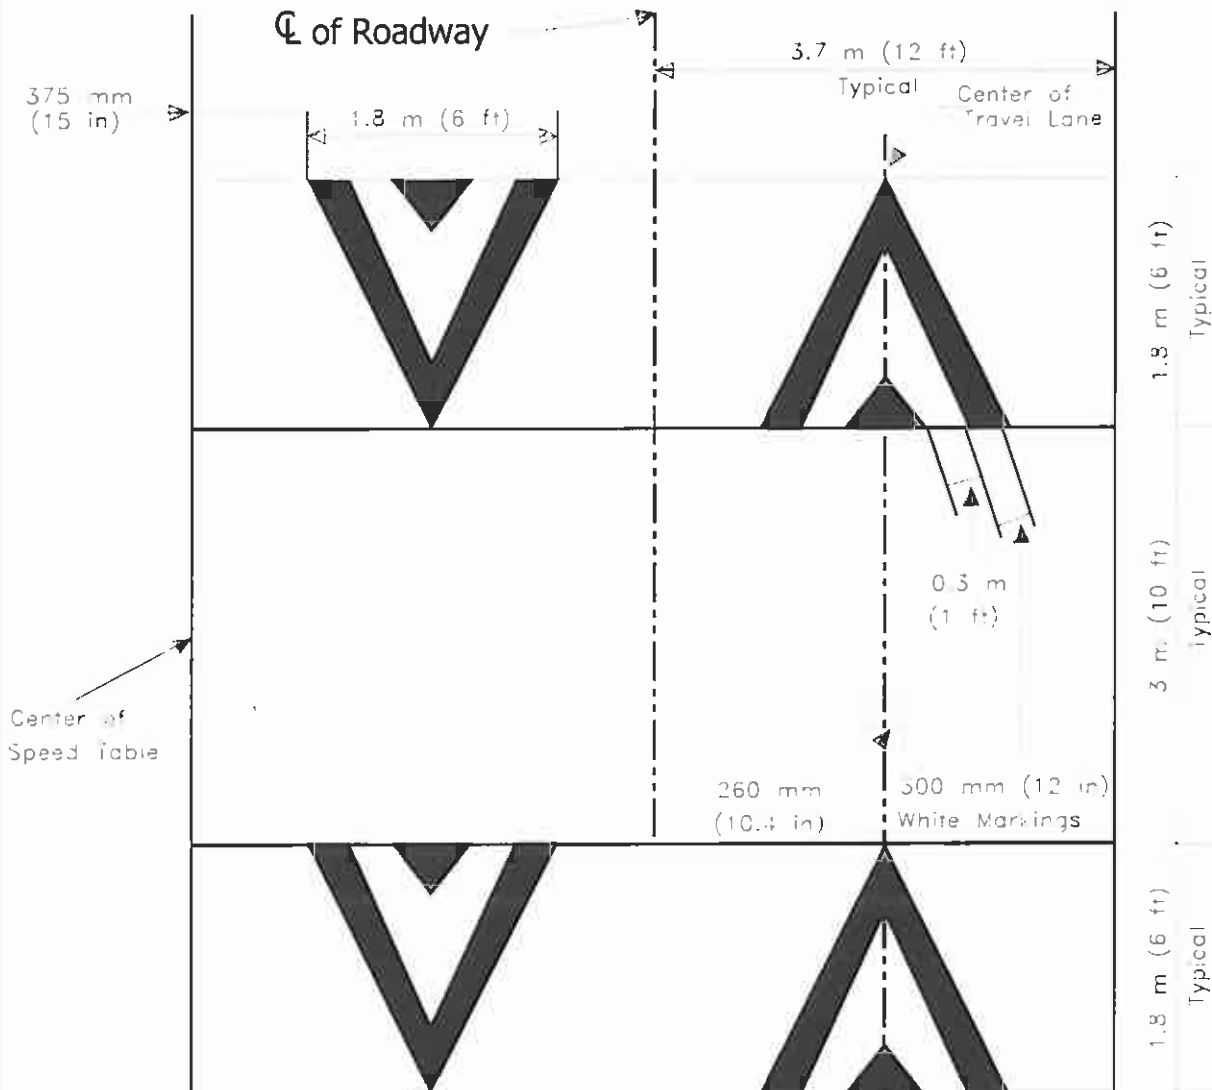 ℄ of Roadway
3.7 m (12 ft)
Typical
Center of
Travel Lane
375 mm
(15 in)
1.8 m (6 ft)
1.8 m (6 ft)
Typical
0.3 m
(1 ft)
3 m (10 ft)
Typical
Center of
Speed Table
260 mm
(10.4 in)
300 mm (12 in)
White Markings
1.8 m (6 ft)
Typical